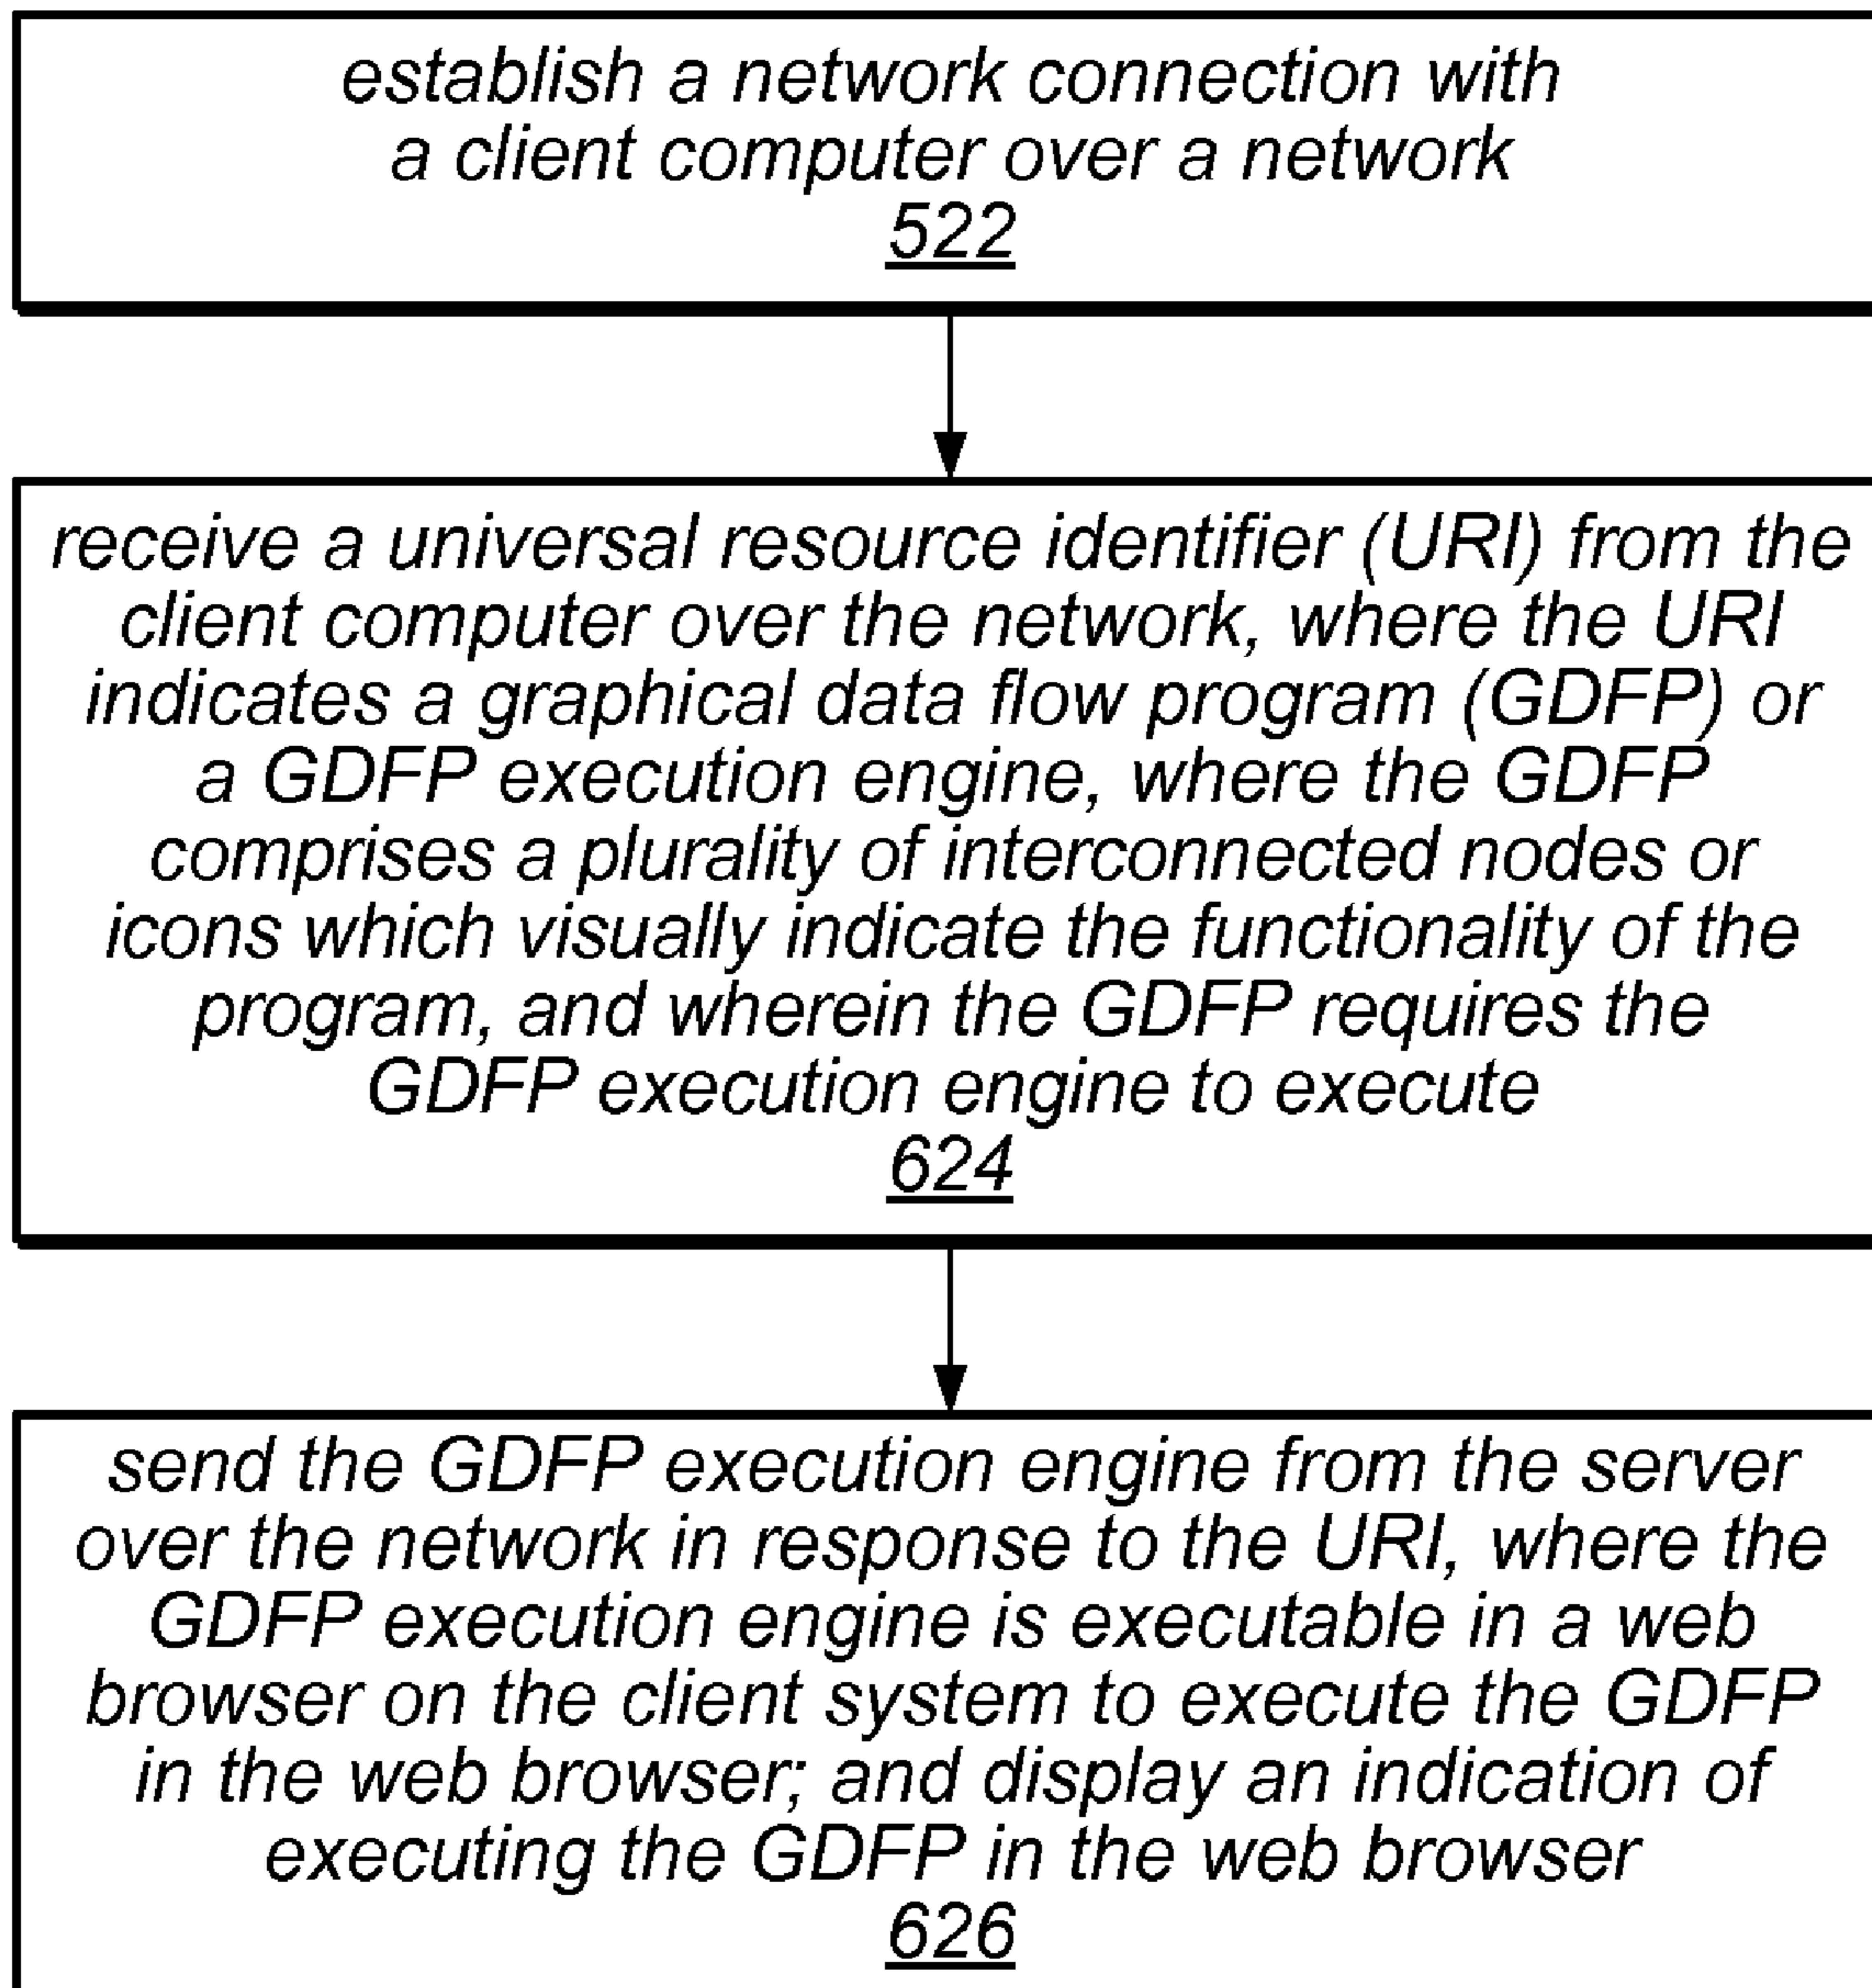 establish a network connection with
a client computer over a network
522
receive a universal resource identifier (URI) from the
client computer over the network, where the URI
indicates a graphical data flow program (GDFP) or
a GDFP execution engine, where the GDFP
comprises a plurality of interconnected nodes or
icons which visually indicate the functionality of the
program, and wherein the GDFP requires the
GDFP execution engine to execute
624
send the GDFP execution engine from the server
over the network in response to the URI, where the
GDFP execution engine is executable in a web
browser on the client system to execute the GDFP
in the web browser; and display an indication of
executing the GDFP in the web browser
626